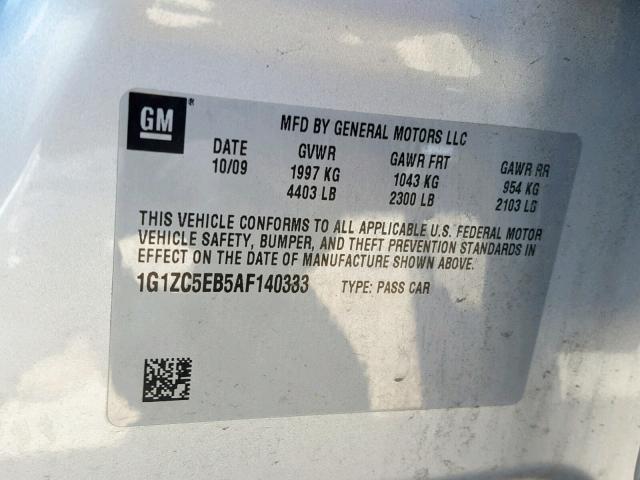 GM
®
MFD BY GENERAL MOTORS LLC
DATE GVWR GAWR FRT GAWR RR
10/09 1997 KG 1043 KG 954 KG
4403 LB 2300 LB 2103 LB
THIS VEHICLE CONFORMS TO ALL APPLICABLE U.S. FEDERAL MOTOR
VEHICLE SAFETY, BUMPER, AND THEFT PREVENTION STANDARDS IN
EFFECT ON THE DATE OF MANUFACTURE SHOWN ABOVE.
1G1ZC5EB5AF140333 TYPE: PASS CAR